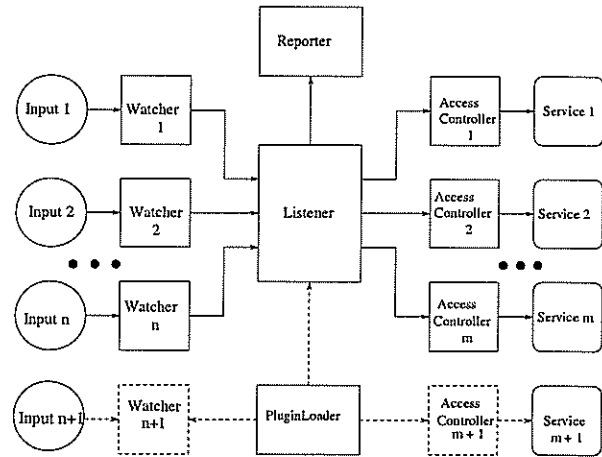 Reporter
Input 1
Watcher
1
Access
Controller
1
Service 1
Input 2
Watcher
2
Listener
Access
Controller
2
Service 2
Input n
Watcher
n
Access
Controller
m
Service m
Input n+1
Watcher
n+1
PluginLoader
Access
Controller
m + 1
Service
m + 1